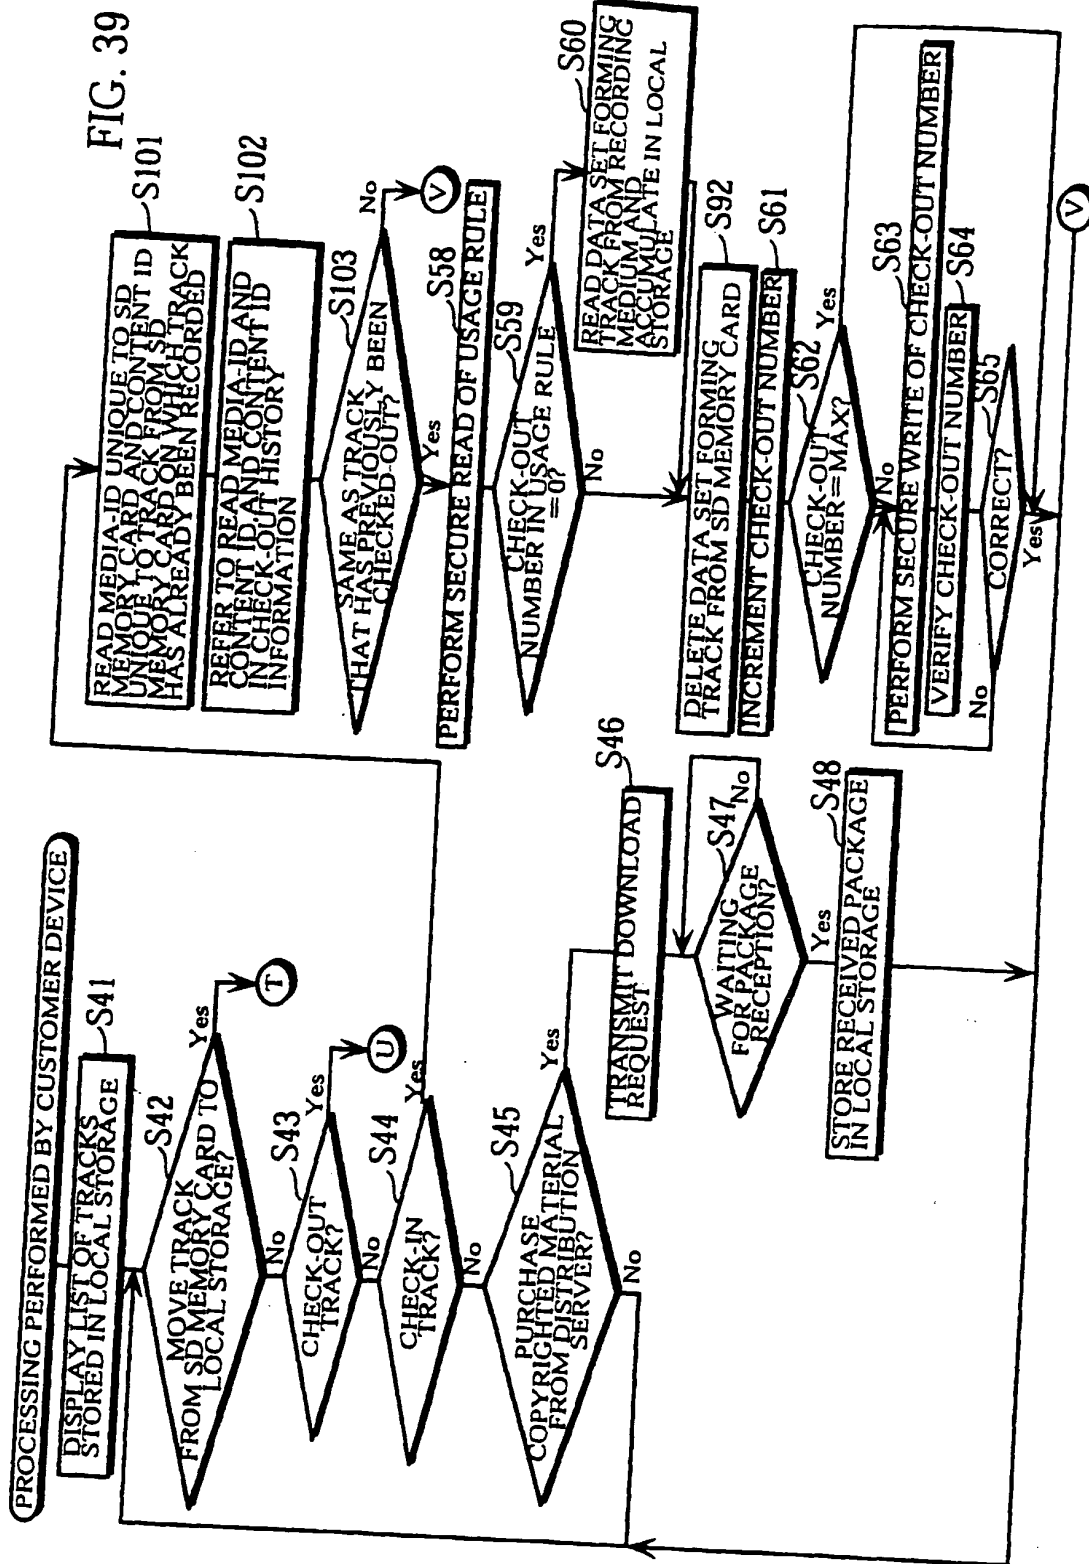 FIG. 39
PROCESSING PERFORMED BY CUSTOMER DEVICE
DISPLAY LIST OF TRACKS
STORED IN LOCAL STORAGE
S41
MOVE TRACK
FROM SD MEMORY CARD TO
LOCAL STORAGE?
S42
Yes
T
No
CHECK-OUT
TRACK?
S43
Yes
U
No
CHECK-IN
TRACK?
S44
Yes
No
PURCHASE
COPYRIGHTED MATERIAL
FROM DISTRIBUTION
SERVER?
S45
Yes
No
TRANSMIT DOWNLOAD
REQUEST
S46
WAITING
FOR PACKAGE
RECEPTION?
S47
No
Yes
STORE RECEIVED PACKAGE
IN LOCAL STORAGE
S48
READ MEDIA-ID UNIQUE TO SD
MEMORY CARD AND CONTENT ID
UNIQUE TO TRACK FROM SD
MEMORY CARD ON WHICH TRACK
HAS ALREADY BEEN RECORDED
S101
REFER TO READ MEDIA-ID AND
CONTENT ID, AND CONTENT ID
IN CHECK-OUT HISTORY
INFORMATION
S102
SAME AS TRACK
THAT HAS PREVIOUSLY BEEN
CHECKED-OUT?
S103
No
V
Yes
PERFORM SECURE READ OF USAGE RULE
S58
CHECK-OUT
NUMBER IN USAGE RULE
==0?
S59
Yes
No
READ DATA SET FORMING
TRACK FROM RECORDING
MEDIUM AND
ACCUMULATE IN LOCAL
STORAGE
S60
DELETE DATA SET FORMING
TRACK FROM SD MEMORY CARD
S92
INCREMENT CHECK-OUT NUMBER
S61
CHECK-OUT
NUMBER=MAX?
S62
Yes
No
PERFORM SECURE WRITE OF CHECK-OUT NUMBER
S63
VERIFY CHECK-OUT NUMBER
S64
CORRECT?
S65
No
Yes
V